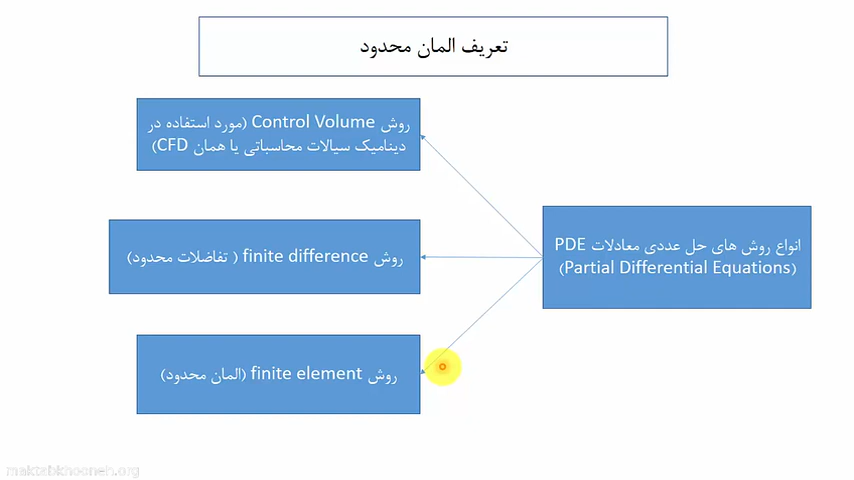 تعریف المان محدود
انواع روش های حل عددی معادلات PDE
(Partial Differential Equations)
روش Control Volume (مورد استفاده در
دینامیک سیالات محاسباتی یا همان CFD)
روش finite difference ( تفاضلات محدود)
روش finite element (المان محدود)
maktabkhooneh.org